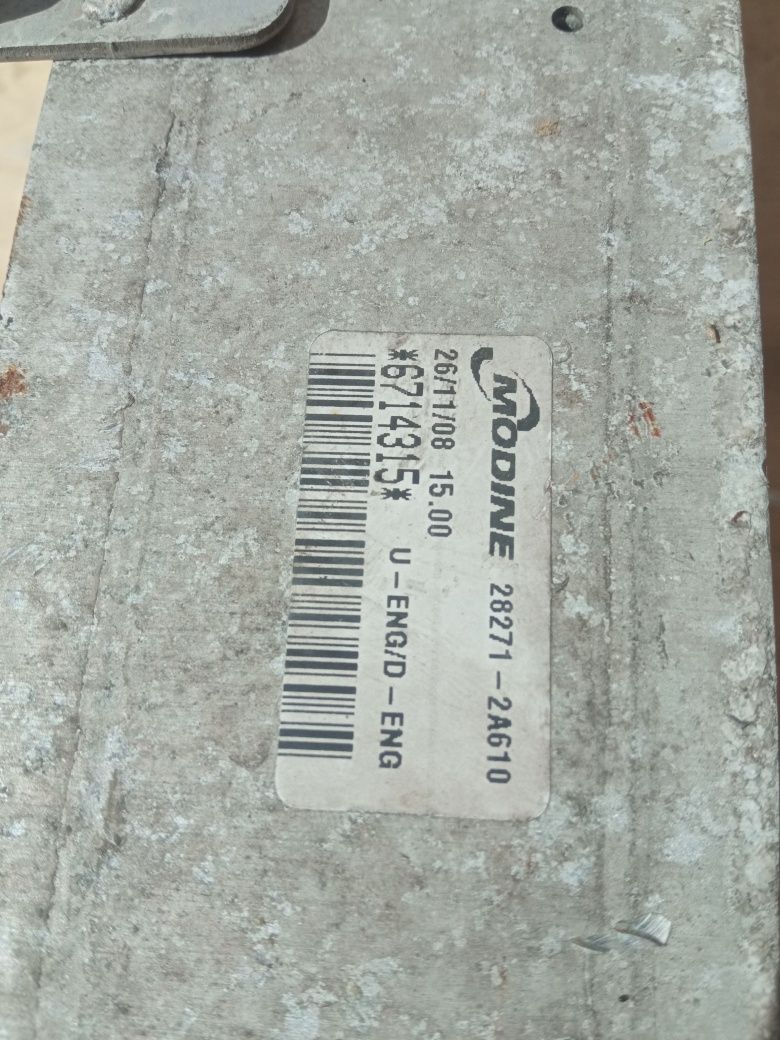 MODINE 28271-2A610
26/11/08 15.00
*6714315* U-ENG/D-ENG